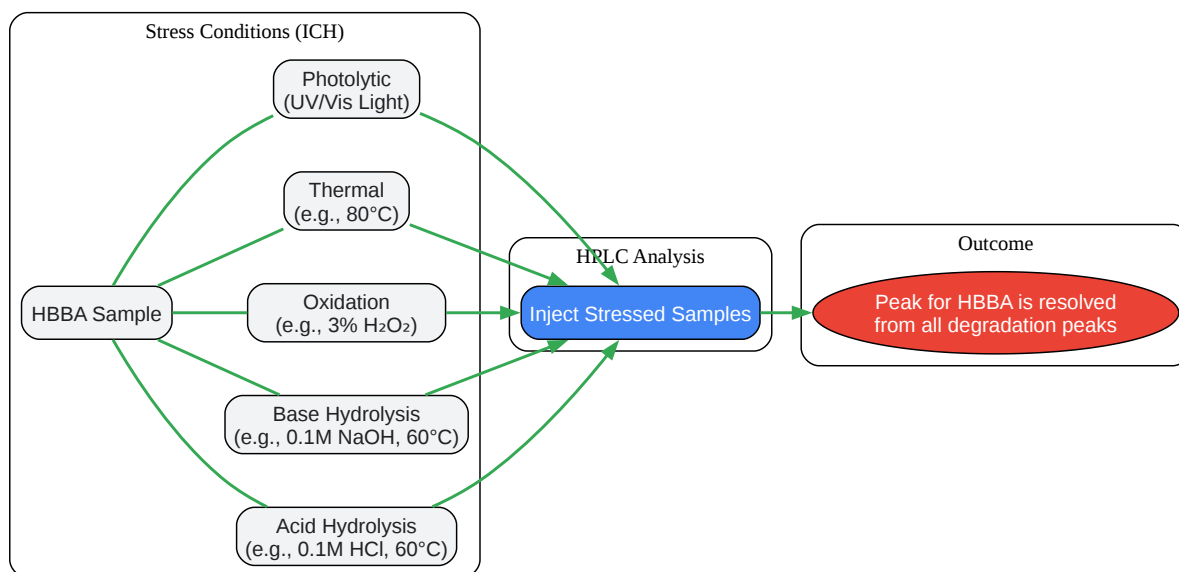 Stress Conditions (ICH)
Photolytic
(UV/Vis Light)
Thermal
(e.g., 80°C)
HBBA Sample
Oxidation
(e.g., 3% H₂O₂)
Base Hydrolysis
(e.g., 0.1M NaOH, 60°C)
Acid Hydrolysis
(e.g., 0.1M HCl, 60°C)
HPLC Analysis
Inject Stressed Samples
Outcome
Peak for HBBA is resolved
from all degradation peaks